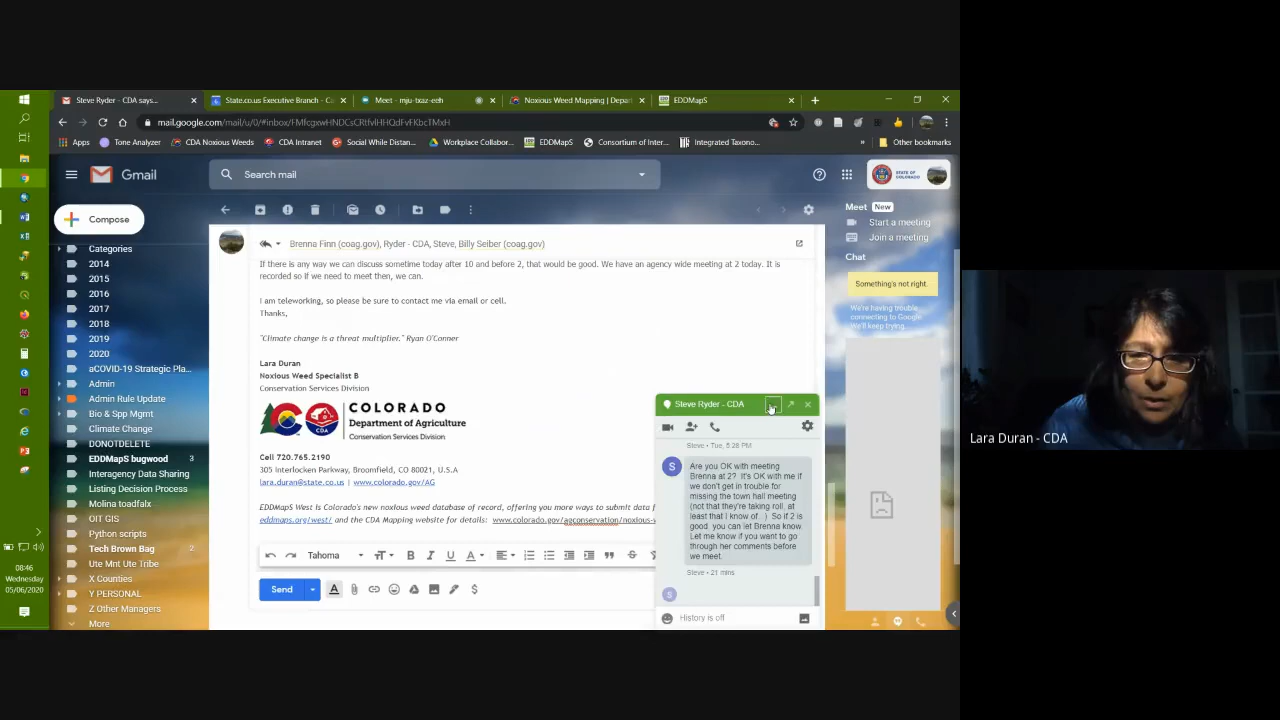 Steve Ryder - CDA says...
State.co.us Executive Branch - Co
Meet - mju-txaz-eeh
Noxious Weed Mapping | Depart
EDDMapS
Apps
Tone Analyzer
CDA Noxious Weeds
CDA Intranet
Social While Distan...
Workplace Collabor...
EDDMapS
Consortium of Inter...
Integrated Taxono...
Other bookmarks
Gmail
Search mail
STATE OF COLORADO
Compose
Categories
2014
2015
2016
2017
2018
2019
2020
aCOVID-19 Strategic Pla...
Admin
Admin Rule Update
Bio & Spp Mgmt
Climate Change
DONOTDELETE
EDDMapS bugwood 3
Interagency Data Sharing
Listing Decision Process
Molina toadfalx
OIT GIS
Python scripts
Tech Brown Bag 2
Ute Mnt Ute Tribe
X Counties
Y PERSONAL
Z Other Managers
More
Brenna Finn (coag.gov), Ryder - CDA, Steve, Billy Seiber (coag.gov)
If there is any way we can discuss sometime today after 10 and before 2, that would be good. We have an agency wide meeting at 2 today. It is
recorded so if we need to meet then, we can.
I am teleworking, so please be sure to contact me via email or cell.
Thanks,
"Climate change is a threat multiplier." Ryan O'Conner
Lara Duran
Noxious Weed Specialist B
Conservation Services Division
CDA
COLORADO
Department of Agriculture
Conservation Services Division
Cell 720.765.2190
305 Interlocken Parkway, Broomfield, CO 80021, U.S.A
lara.duran@state.co.us | www.colorado.gov/AG
EDDMapS West is Colorado's new noxious weed database of record, offering you more ways to submit data f
eddmaps.org/west/ and the CDA Mapping website for details: www.colorado.gov/agconservation/noxious-
Tahoma
Send
Meet New
Start a meeting
Join a meeting
Chat
Something's not right.
We're having trouble
connecting to Google.
We'll keep trying...
Steve Ryder - CDA
Steve • Tue, 5:28 PM
S
Are you OK with meeting
Brenna at 2? It's OK with me if
we don't get in trouble for
missing the town hall meeting
(not that they're taking roll, at
least that I know of...) So if 2 is
good, you can let Brenna know.
Let me know if you want to go
through her comments before
we meet.
Steve • 21 mins
S
History is off
08:46
Wednesday
05/06/2020
Lara Duran - CDA